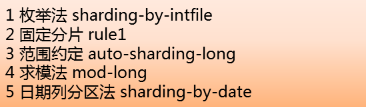 1 枚举法 sharding-by-intfile
2 固定分片 rule1
3 范围约定 auto-sharding-long
4 求模法 mod-long
5 日期列分区法 sharding-by-date